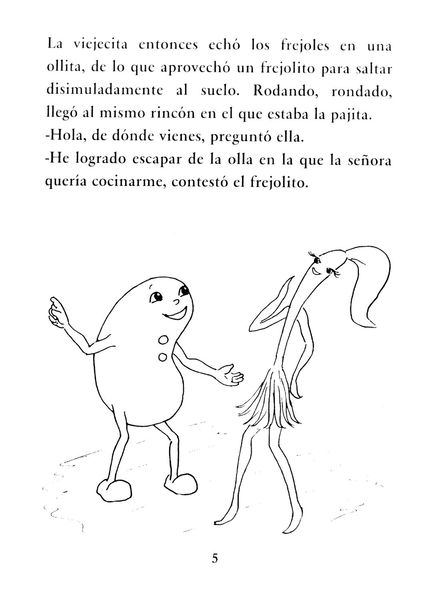 La viejecita entonces echó los frejoles en una
ollita, de lo que aprovechó un frejolito para saltar
disimuladamente al suelo. Rodando, rondado,
llegó al mismo rincón en el que estaba la pajita.
-Hola, de dónde vienes, preguntó ella.
-He logrado escapar de la olla en la que la señora
quería cocinarme, contestó el frejolito.
5